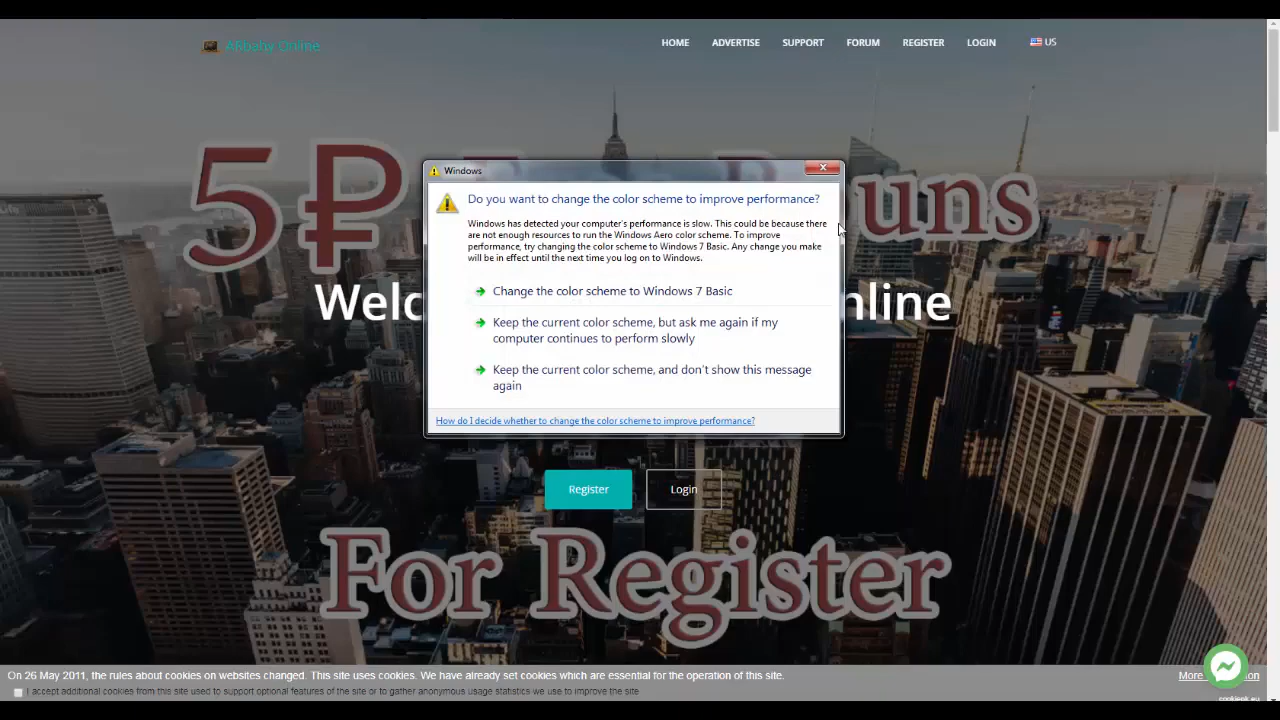 Akbaby Online
HOME ADVERTISE SUPPORT FORUM REGISTER LOGIN US
5₽
uns
Windows
Do you want to change the color scheme to improve performance?
Windows has detected your computer's performance is slow. This could be because there
are not enough resources to run the Windows Aero color scheme. To improve
performance, try changing the color scheme to Windows 7 Basic. Any change you make
will be in effect until the next time you log on to Windows.
Change the color scheme to Windows 7 Basic
Keep the current color scheme, but ask me again if my
computer continues to perform slowly
Keep the current color scheme, and don't show this message
again
How do I decide whether to change the color scheme to improve performance?
Welc nline
Register Login
For Register
On 26 May 2011, the rules about cookies on websites changed. This site uses cookies. We have already set cookies which are essential for the operation of this site.
More
I accept additional cookies from this site used to support optional features of the site or to gather anonymous usage statistics we use to improve the site